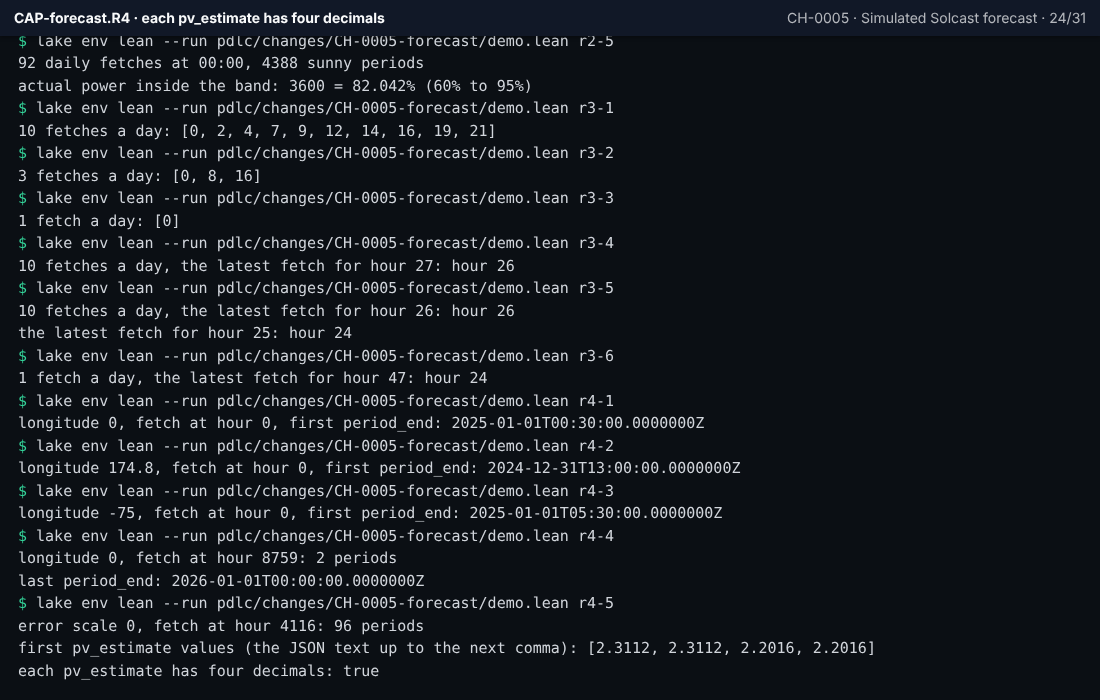 CAP-forecast.R4 · each pv_estimate has four decimals
CH-0005 · Simulated Solcast forecast · 24/31
$ lake env lean --run pdlc/changes/CH-0005-forecast/demo.lean r2-5
92 daily fetches at 00:00, 4388 sunny periods
actual power inside the band: 3600 = 82.042% (60% to 95%)
$ lake env lean --run pdlc/changes/CH-0005-forecast/demo.lean r3-1
10 fetches a day: [0, 2, 4, 7, 9, 12, 14, 16, 19, 21]
$ lake env lean --run pdlc/changes/CH-0005-forecast/demo.lean r3-2
3 fetches a day: [0, 8, 16]
$ lake env lean --run pdlc/changes/CH-0005-forecast/demo.lean r3-3
1 fetch a day: [0]
$ lake env lean --run pdlc/changes/CH-0005-forecast/demo.lean r3-4
10 fetches a day, the latest fetch for hour 27: hour 26
$ lake env lean --run pdlc/changes/CH-0005-forecast/demo.lean r3-5
10 fetches a day, the latest fetch for hour 26: hour 26
the latest fetch for hour 25: hour 24
$ lake env lean --run pdlc/changes/CH-0005-forecast/demo.lean r3-6
1 fetch a day, the latest fetch for hour 47: hour 24
$ lake env lean --run pdlc/changes/CH-0005-forecast/demo.lean r4-1
longitude 0, fetch at hour 0, first period_end: 2025-01-01T00:30:00.0000000Z
$ lake env lean --run pdlc/changes/CH-0005-forecast/demo.lean r4-2
longitude 174.8, fetch at hour 0, first period_end: 2024-12-31T13:00:00.0000000Z
$ lake env lean --run pdlc/changes/CH-0005-forecast/demo.lean r4-3
longitude -75, fetch at hour 0, first period_end: 2025-01-01T05:30:00.0000000Z
$ lake env lean --run pdlc/changes/CH-0005-forecast/demo.lean r4-4
longitude 0, fetch at hour 8759: 2 periods
last period_end: 2026-01-01T00:00:00.0000000Z
$ lake env lean --run pdlc/changes/CH-0005-forecast/demo.lean r4-5
error scale 0, fetch at hour 4116: 96 periods
first pv_estimate values (the JSON text up to the next comma): [2.3112, 2.3112, 2.2016, 2.2016]
each pv_estimate has four decimals: true